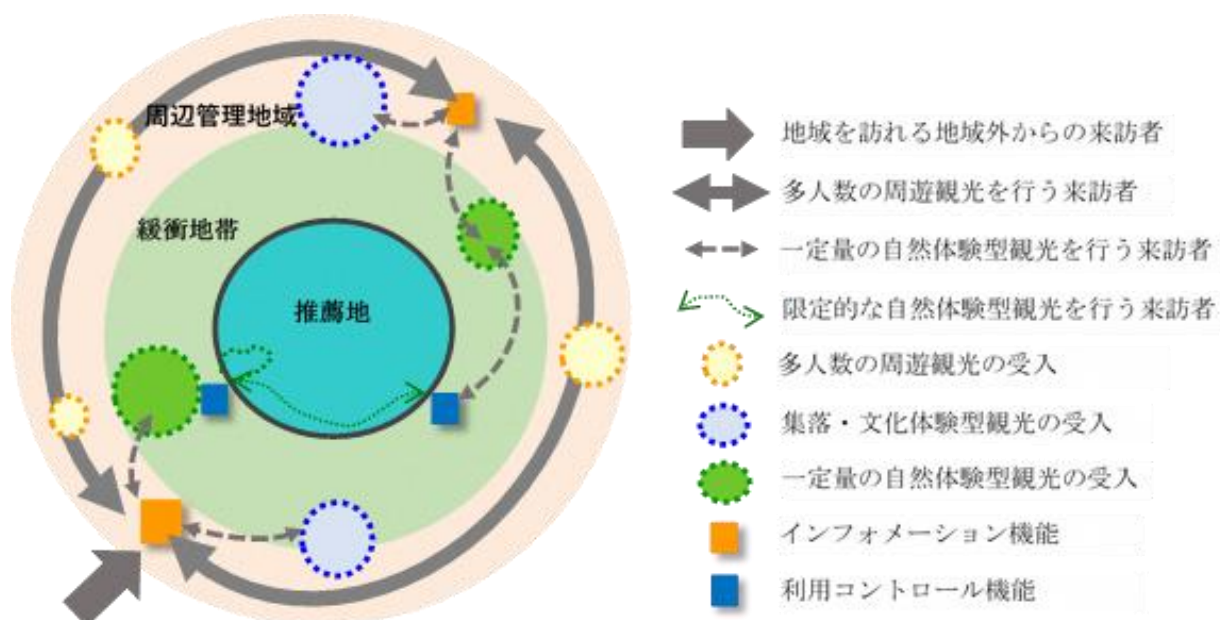 周辺管理地域
緩衝地帯
推薦地
地域を訪れる地域外からの来訪者
多人数の周遊観光を行う来訪者
一定量の自然体験型観光を行う来訪者
限定的な自然体験型観光を行う来訪者
多人数の周遊観光の受入
集落・文化体験型観光の受入
一定量の自然体験型観光の受入
インフォメーション機能
利用コントロール機能